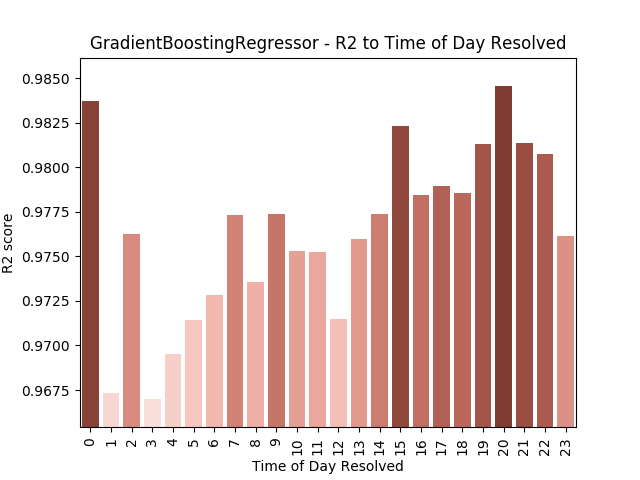 GradientBoostingRegressor - R2 to Time of Day Resolved
0.9850
0.9825
0.9800
0.9775
0.9750
0.9725
0.9700
0.9675
R2 score
0 1 2 3 4 5 6 7 8 9 10 11 12 13 14 15 16 17 18 19 20 21 22 23
Time of Day Resolved